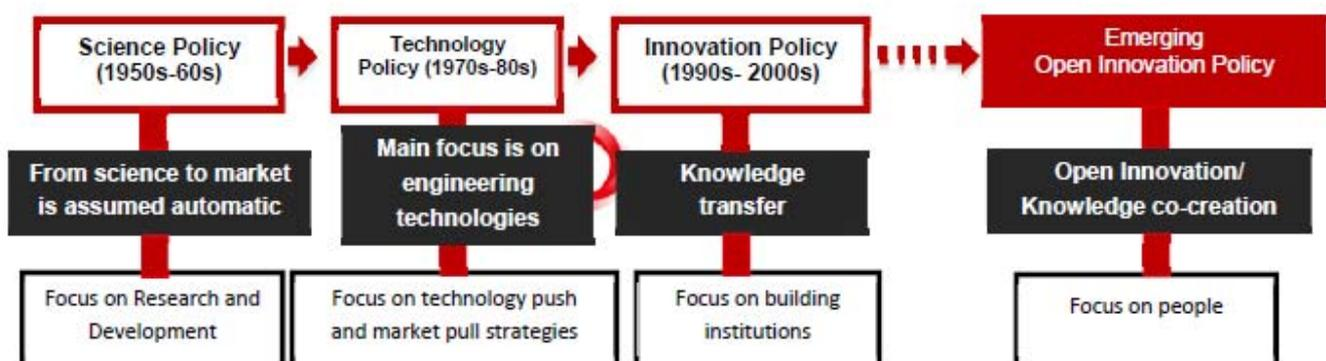 Science Policy
(1950s-60s)
Technology
Policy (1970s-80s)
Innovation Policy
(1990s- 2000s)
Emerging
Open Innovation Policy
From science to market
is assumed automatic
Main focus is on
engineering
technologies
Knowledge
transfer
Open Innovation/
Knowledge co-creation
Focus on Research and
Development
Focus on technology push
and market pull strategies
Focus on building
institutions
Focus on people